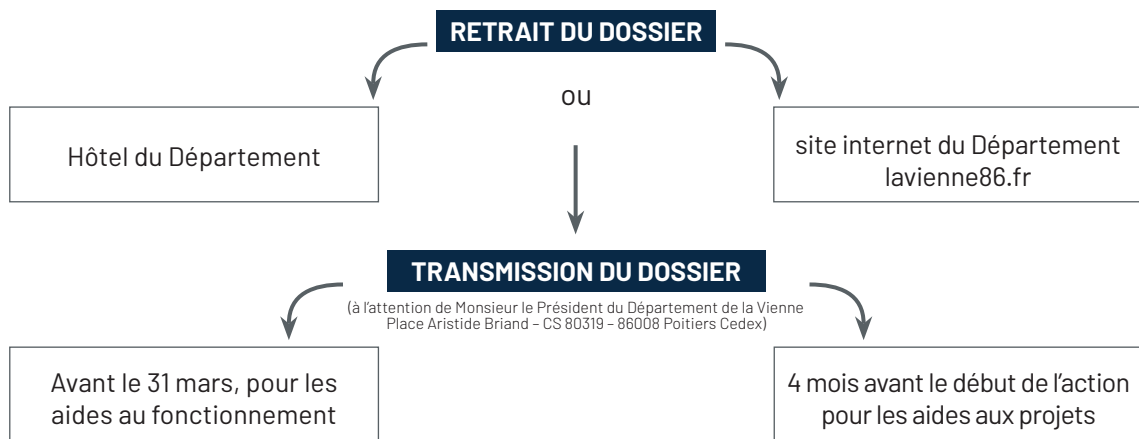 RETRAIT DU DOSSIER
ou
Hôtel du Département
site internet du Département
lavienne86.fr
TRANSMISSION DU DOSSIER
(à l’attention de Monsieur le Président du Département de la Vienne
Place Aristide Briand – CS 80319 – 86008 Poitiers Cedex)
Avant le 31 mars, pour les
aides au fonctionnement
4 mois avant le début de l’action
pour les aides aux projets